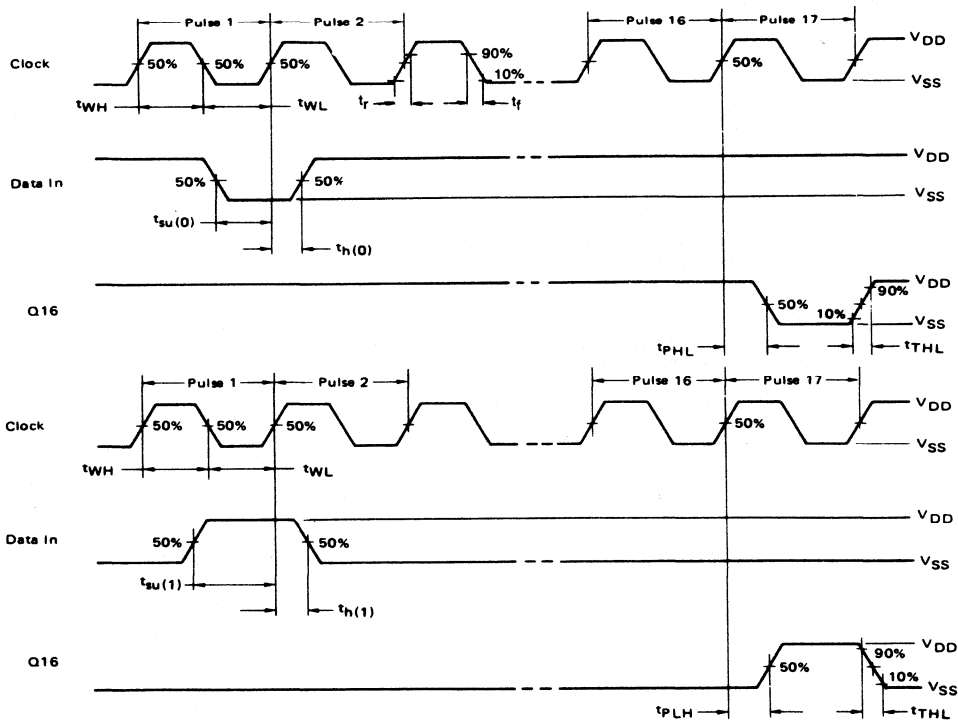 Pulse 1 Pulse 2 Pulse 16 Pulse 17
VDD
Clock 50% 50% 50% 90% 10% 50%
VSS
tWH tWL tr tf
VDD
Data In 50% 50%
VSS
tsu(0)
th(0)
VDD
Q16 50% 10% 90%
VSS
tPHL tTHL
Pulse 1 Pulse 2 Pulse 16 Pulse 17
VDD
Clock 50% 50% 50% 50%
VSS
tWH tWL
VDD
Data In 50% 50%
VSS
tsu(1)
th(1)
VDD
Q16 50% 90%
10% VSS
tPLH tTHL